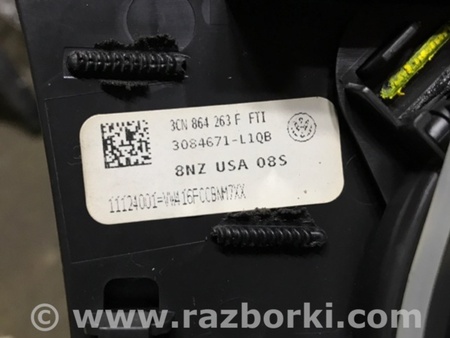 3CN 864 263 F FTI
3084671-L1QB
8NZ USA 08S
11124001=VWA16FCCBNM7XX
www.razborki.com